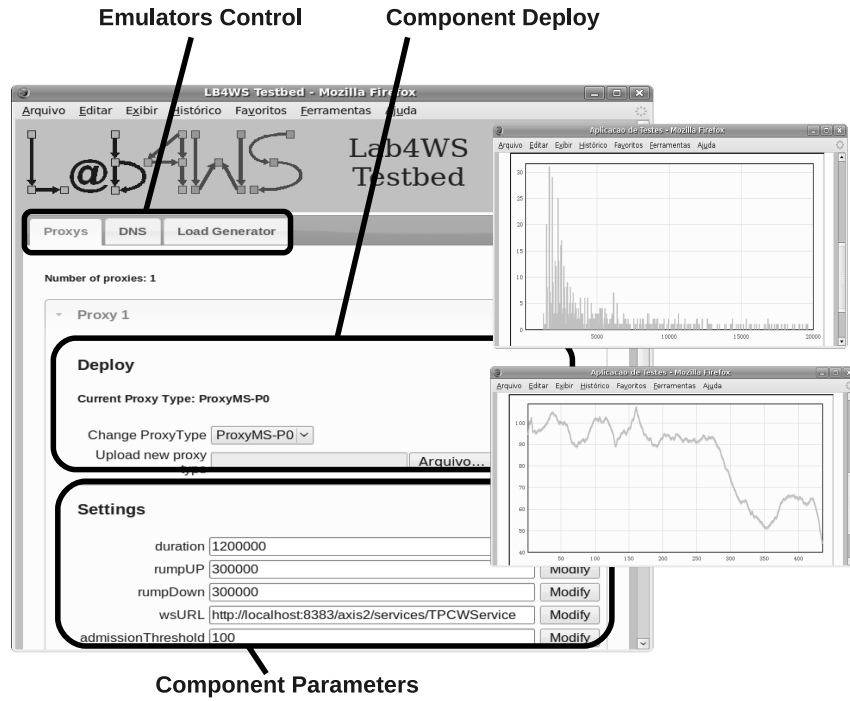 Emulators Control
Component Deploy
LB4WS Testbed - Mozilla Firefox
Arquivo Editar Exibir Histórico Favoritos Ferramentas Ajuda
L@b4WS
Lab4WS
Testbed
Proxys DNS Load Generator
Number of proxies: 1
Proxy 1
Deploy
Current Proxy Type: ProxyMS-P0
Change ProxyType ProxyMS-P0
Upload new proxy
type
Arquivo...
Settings
duration 1200000
rumpUP 300000 Modify
rumpDown 300000 Modify
wsURL http://localhost:8383/axis2/services/TPCWService Modify
admissionThreshold 100 Modify
Component Parameters
Aplicacao de Testes - Mozilla Firefox
Arquivo Editar Exibir Histórico Favoritos Ferramentas Ajuda
30
25
20
15
10
5
0
5000 10000 15000 20000
Aplicacao de Testes - Mozilla Firefox
Arquivo Editar Exibir Histórico Favoritos Ferramentas Ajuda
100
90
80
70
60
50
40
50 100 150 200 250 300 350 400